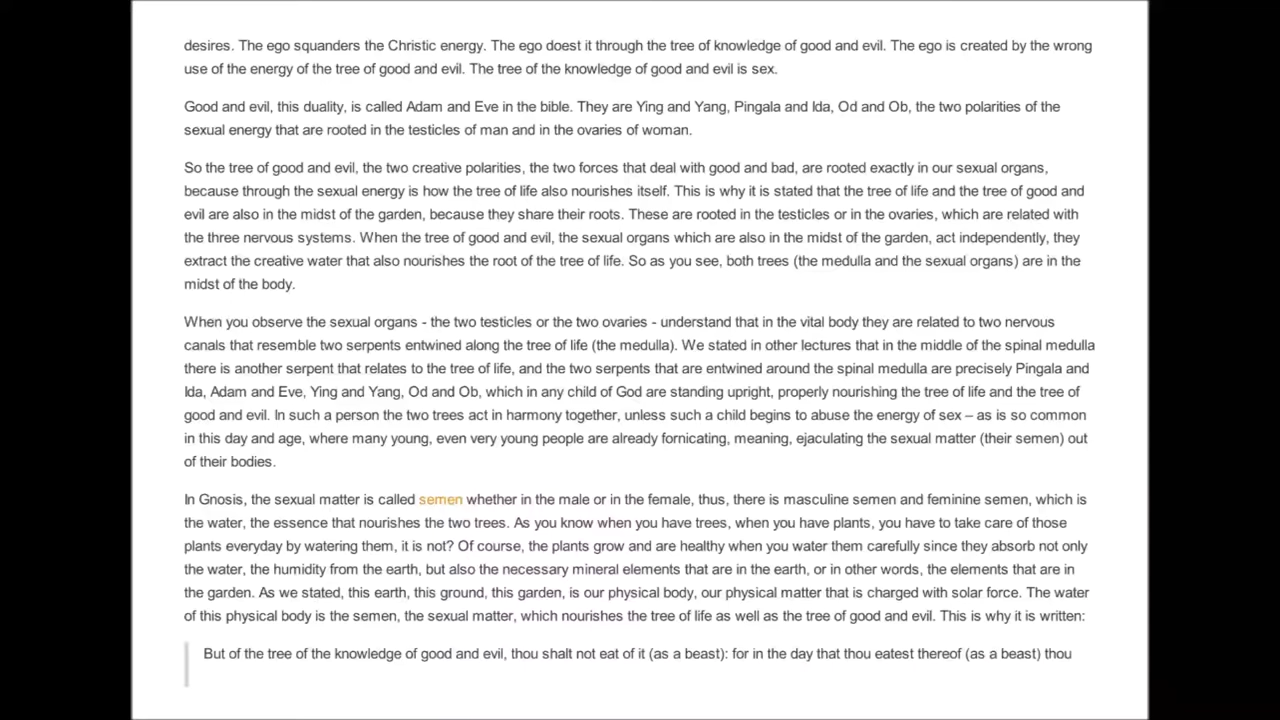 desires. The ego squanders the Christic energy. The ego doest it through the tree of knowledge of good and evil. The ego is created by the wrong
use of the energy of the tree of good and evil. The tree of the knowledge of good and evil is sex.
Good and evil, this duality, is called Adam and Eve in the bible. They are Ying and Yang, Pingala and Ida, Od and Ob, the two polarities of the
sexual energy that are rooted in the testicles of man and in the ovaries of woman.
So the tree of good and evil, the two creative polarities, the two forces that deal with good and bad, are rooted exactly in our sexual organs,
because through the sexual energy is how the tree of life also nourishes itself. This is why it is stated that the tree of life and the tree of good and
evil are also in the midst of the garden, because they share their roots. These are rooted in the testicles or in the ovaries, which are related with
the three nervous systems. When the tree of good and evil, the sexual organs which are also in the midst of the garden, act independently, they
extract the creative water that also nourishes the root of the tree of life. So as you see, both trees (the medulla and the sexual organs) are in the
midst of the body.
When you observe the sexual organs - the two testicles or the two ovaries - understand that in the vital body they are related to two nervous
canals that resemble two serpents entwined along the tree of life (the medulla). We stated in other lectures that in the middle of the spinal medulla
there is another serpent that relates to the tree of life, and the two serpents that are entwined around the spinal medulla are precisely Pingala and
Ida, Adam and Eve, Ying and Yang, Od and Ob, which in any child of God are standing upright, properly nourishing the tree of life and the tree of
good and evil. In such a person the two trees act in harmony together, unless such a child begins to abuse the energy of sex – as is so common
in this day and age, where many young, even very young people are already fornicating, meaning, ejaculating the sexual matter (their semen) out
of their bodies.
In Gnosis, the sexual matter is called semen whether in the male or in the female, thus, there is masculine semen and feminine semen, which is
the water, the essence that nourishes the two trees. As you know when you have trees, when you have plants, you have to take care of those
plants everyday by watering them, it is not? Of course, the plants grow and are healthy when you water them carefully since they absorb not only
the water, the humidity from the earth, but also the necessary mineral elements that are in the earth, or in other words, the elements that are in
the garden. As we stated, this earth, this ground, this garden, is our physical body, our physical matter that is charged with solar force. The water
of this physical body is the semen, the sexual matter, which nourishes the tree of life as well as the tree of good and evil. This is why it is written:
But of the tree of the knowledge of good and evil, thou shalt not eat of it (as a beast): for in the day that thou eatest thereof (as a beast) thou